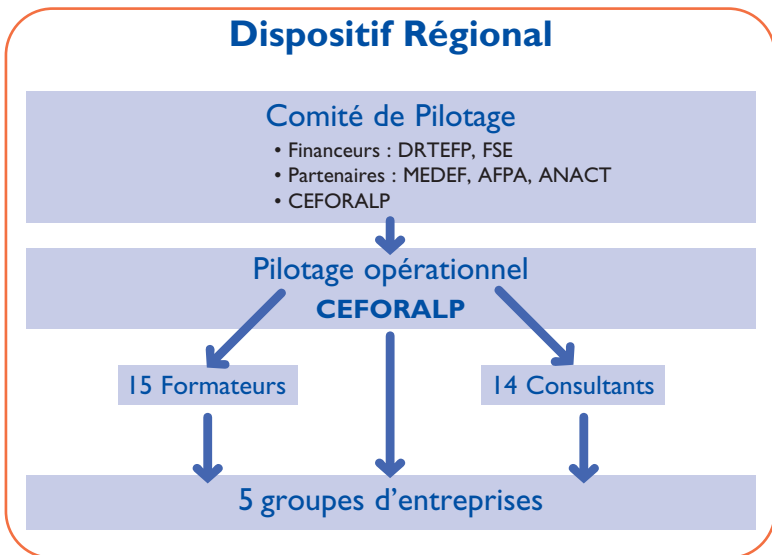 Dispositif Régional
Comité de Pilotage
• Financeurs : DRTEFP, FSE
• Partenaires : MEDEF, AFPA, ANACT
• CEFORALP
Pilotage opérationnel
CEFORALP
15 Formateurs
14 Consultants
5 groupes d’entreprises